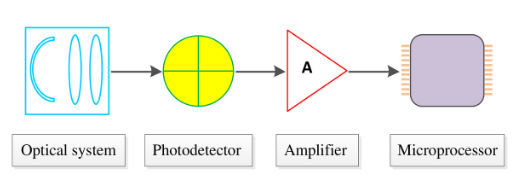 A
Optical system
Photodetector
Amplifier
Microprocessor